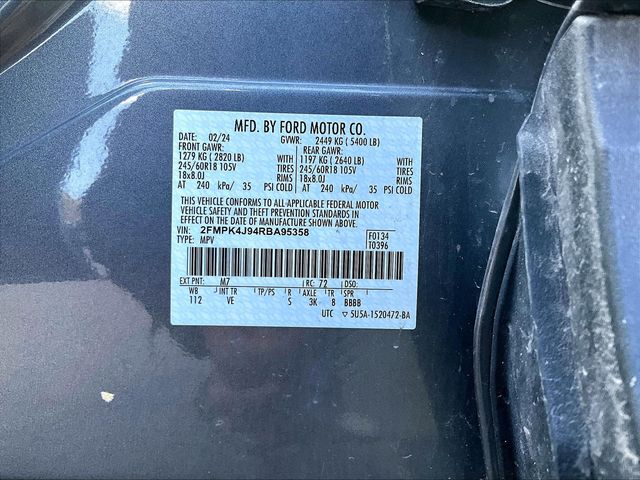 MFD. BY FORD MOTOR CO.
DATE: 02/24 GVWR: 2449 KG ( 5400 LB)
FRONT GAWR: REAR GAWR:
1279 KG ( 2820 LB) WITH 1197 KG ( 2640 LB) WITH
245/60R18 105V TIRES 245/60R18 105V TIRES
18x8.0J RIMS 18x8.0J RIMS
AT 240 kPa/ 35 PSI COLD AT 240 kPa/ 35 PSI COLD
THIS VEHICLE CONFORMS TO ALL APPLICABLE FEDERAL MOTOR
VEHICLE SAFETY AND THEFT PREVENTION STANDARDS IN
EFFECT ON THE DATE OF MANUFACTURE SHOWN ABOVE.
VIN: 2FMPK4J94RBA95358 F0134
TYPE: MPV T0396
EXT PNT: M7 RC: 72 DSO:
WB INT TR TP/PS R AXLE TR SPR
112 VE S 3K B BBBB
UTC ▽ 5U5A-1520472-BA